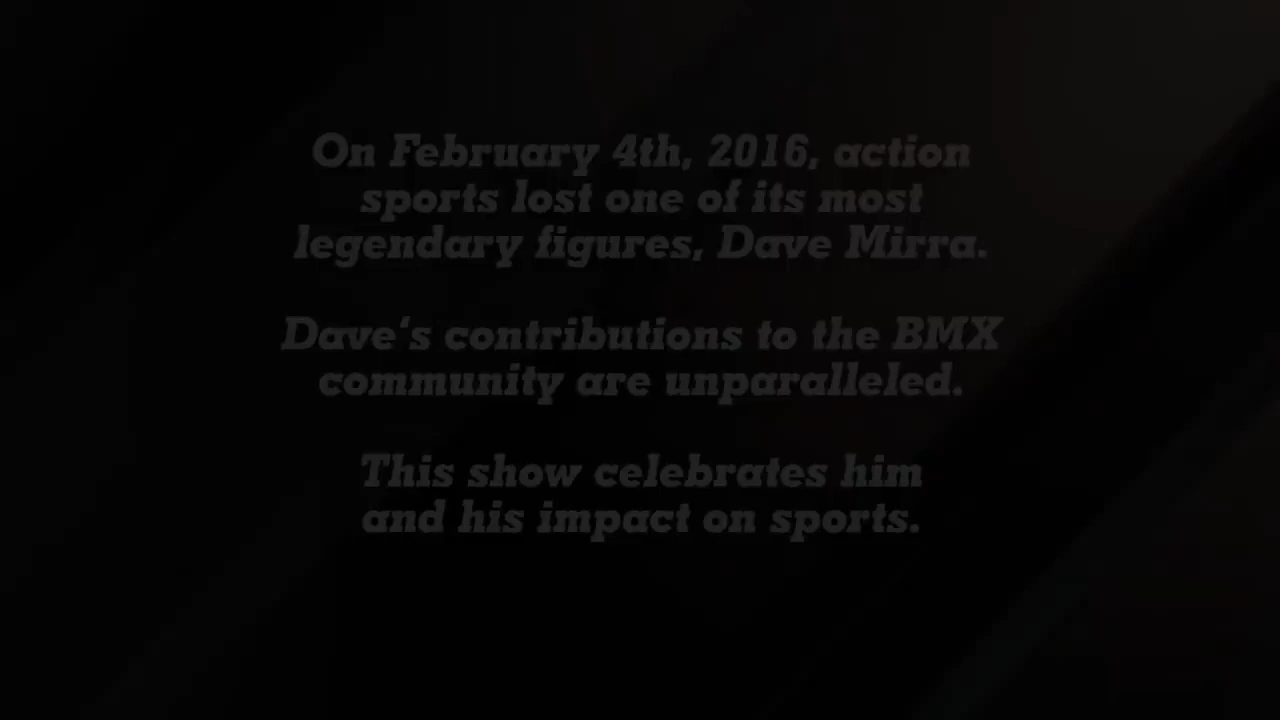 On February 4th, 2016, action
sports lost one of its most
legendary figures, Dave Mirra.
Dave's contributions to the BMX
community are unparalleled.
This show celebrates him
and his impact on sports.